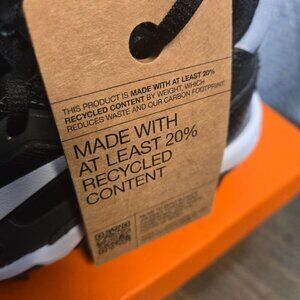 THIS PRODUCT IS MADE WITH AT LEAST 20%
RECYCLED CONTENT BY WEIGHT, WHICH
REDUCES WASTE AND OUR CARBON FOOTPRINT.
MADE WITH
AT LEAST 20%
RECYCLED
CONTENT